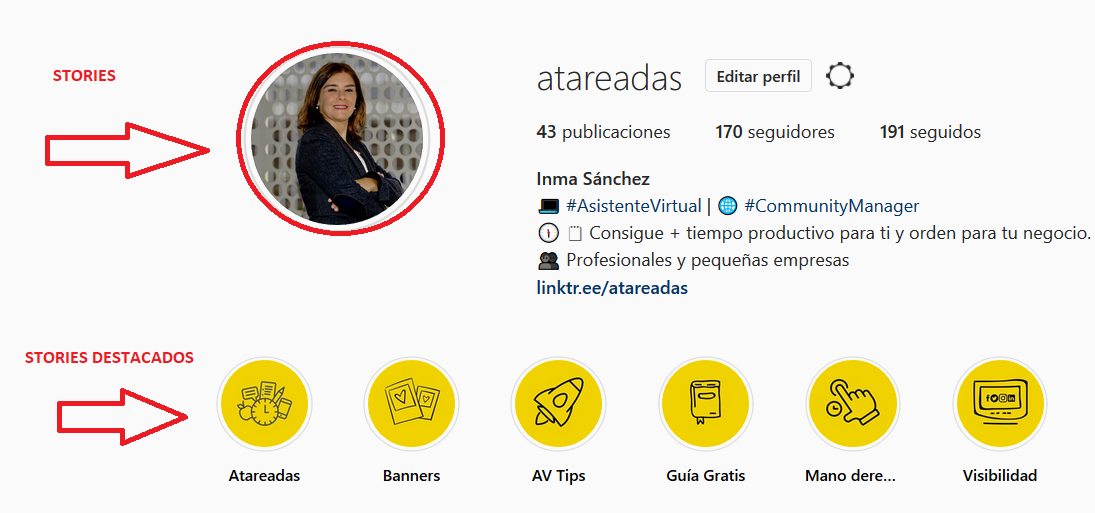 STORIES
atareadas Editar perfil
43 publicaciones 170 seguidores 191 seguidos
Inma Sánchez
#AsistenteVirtual | #CommunityManager
Consigue + tiempo productivo para ti y orden para tu negocio.
Profesionales y pequeñas empresas
linktr.ee/atareadas
STORIES DESTACADOS
Atareadas Banners AV Tips Guía Gratis Mano dere... Visibilidad